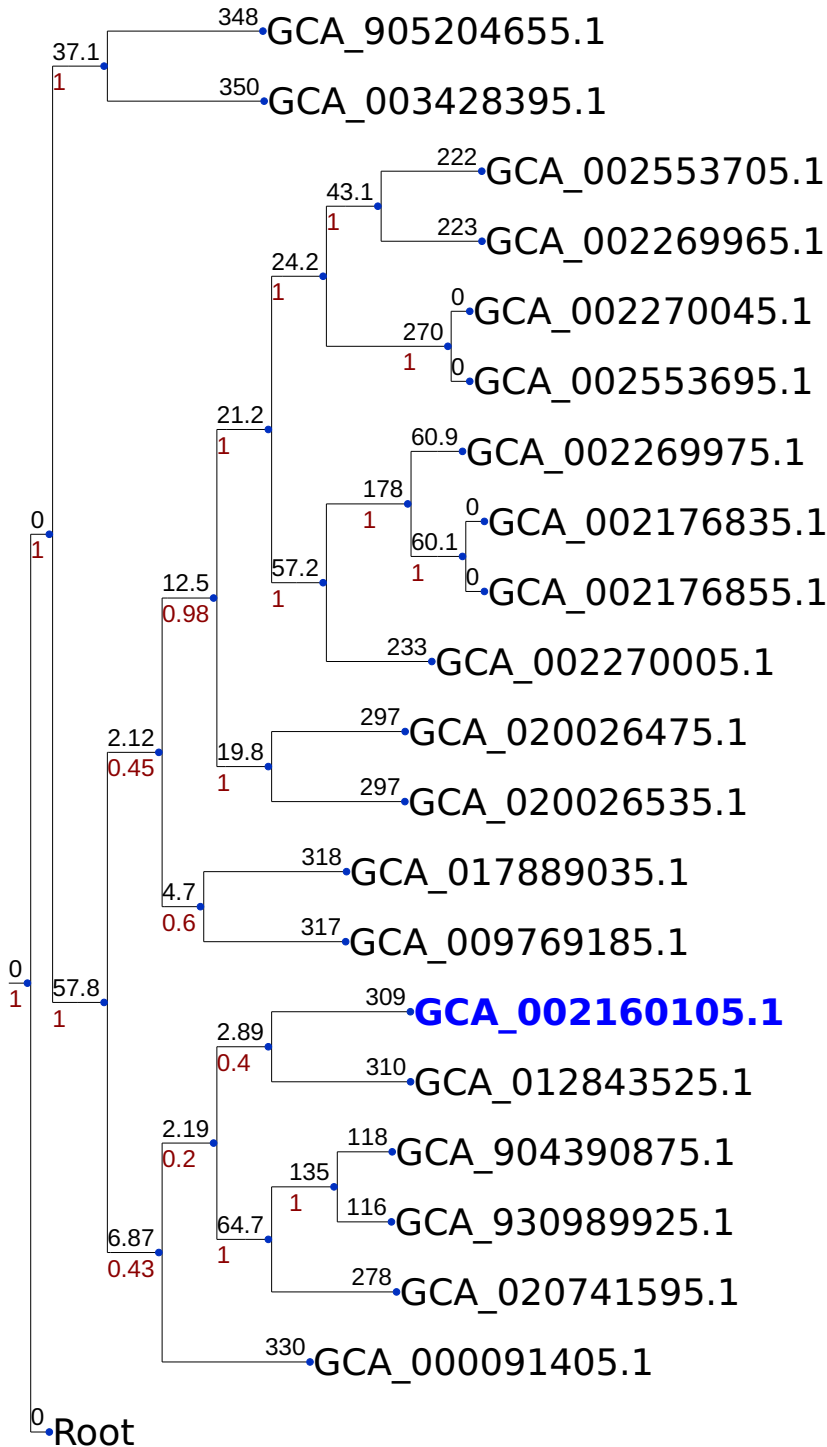 348 GCA_905204655.1
37.1
1
350 GCA_003428395.1
222 GCA_002553705.1
43.1
1
223 GCA_002269965.1
24.2
1
0 GCA_002270045.1
270
1
0 GCA_002553695.1
21.2
1
60.9 GCA_002269975.1
178
1
0 GCA_002176835.1
0
1
60.1
1
57.2
1
0 GCA_002176855.1
12.5
0.98
233 GCA_002270005.1
297 GCA_020026475.1
2.12
0.45
19.8
1
297 GCA_020026535.1
318 GCA_017889035.1
4.7
0.6
317 GCA_009769185.1
0
1
57.8
1
309 GCA_002160105.1
2.89
0.4
310 GCA_012843525.1
2.19
0.2
118 GCA_904390875.1
135
1
116 GCA_930989925.1
64.7
1
6.87
0.43
278 GCA_020741595.1
330 GCA_000091405.1
0 Root